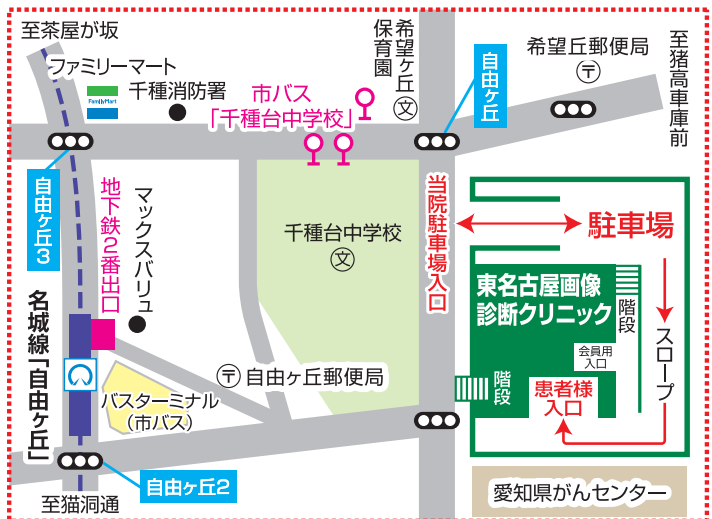 至茶屋が坂
ファミリーマート
FamilyMart
千種消防署
市バス
「千種台中学校」
希望ヶ丘
保育園
文
自由ヶ丘
希望丘郵便局
〒
至猪高車庫前
自由ヶ丘3
地下鉄2番出口
マックスバリュ
千種台中学校
文
当院駐車場入口
駐車場
東名古屋画像
診断クリニック
階段
スロープ
会員用
入口
階段
患者様
入口
名城線「自由ヶ丘」
〒自由ヶ丘郵便局
バスターミナル
(市バス)
自由ヶ丘2
至猫洞通
愛知県がんセンター